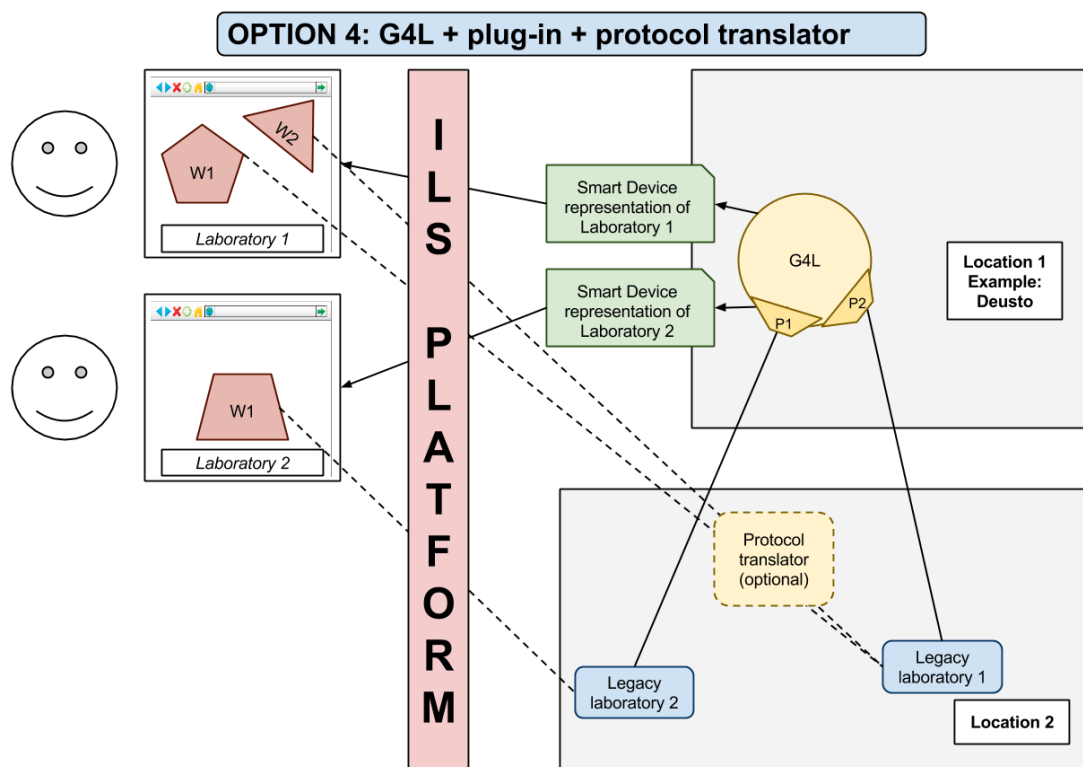 OPTION 4: G4L + plug-in + protocol translator
W1
W2
Laboratory 1
W1
Laboratory 2
I
L
S
P
L
A
T
F
O
R
M
Smart Device
representation of
Laboratory 1
Smart Device
representation of
Laboratory 2
G4L
P1
P2
Location 1
Example:
Deusto
Protocol
translator
(optional)
Legacy
laboratory 2
Legacy
laboratory 1
Location 2